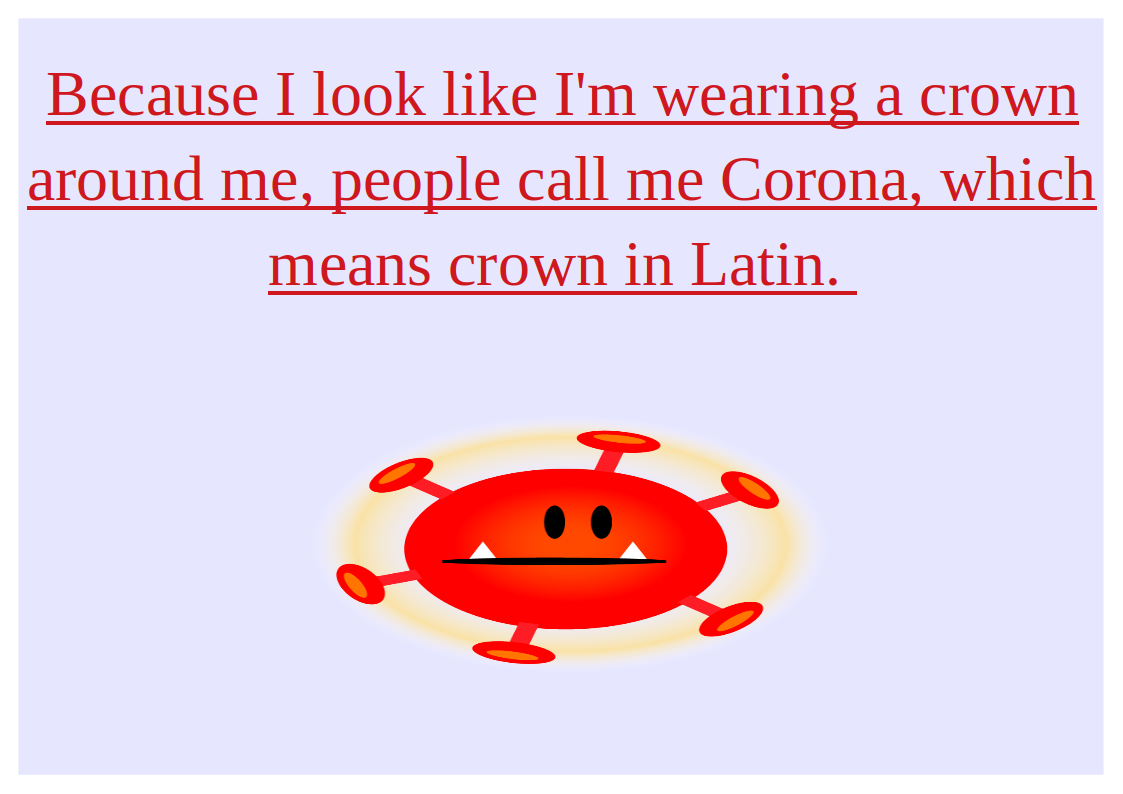 Because I look like I'm wearing a crown
around me, people call me Corona, which
means crown in Latin.